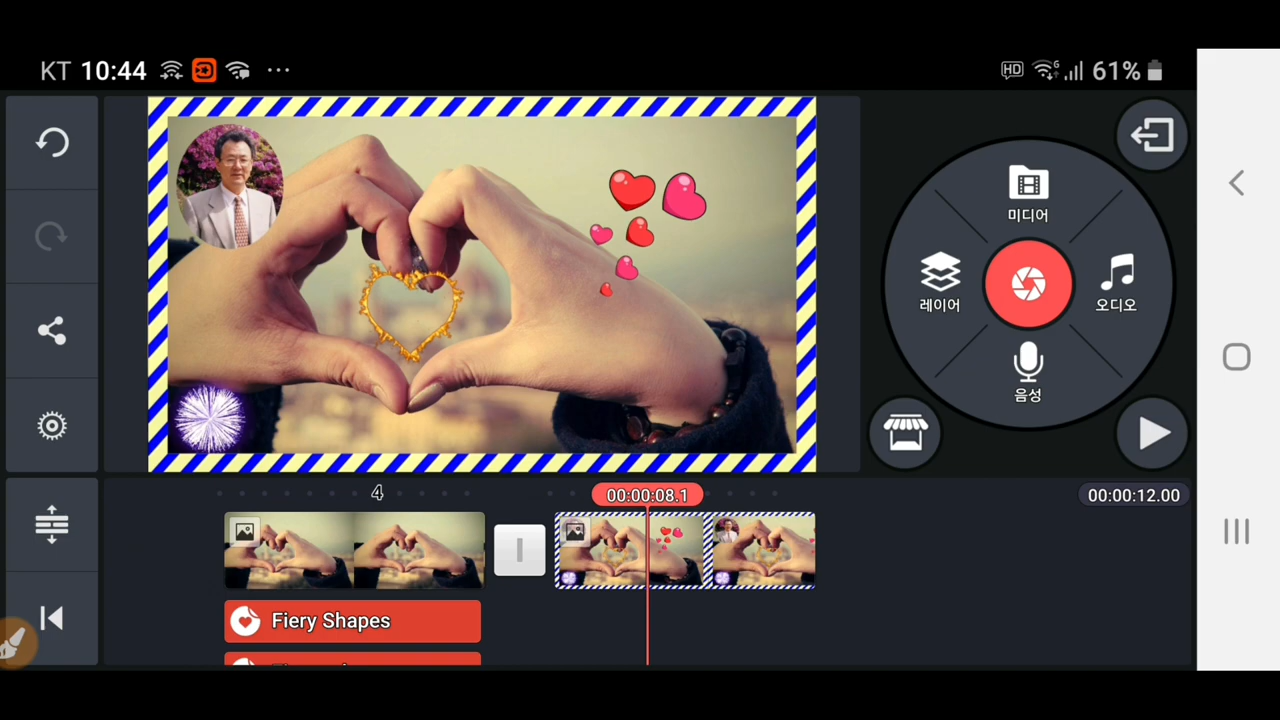 KT 10:44
HD 6 61%
미디어
레이어
오디오
음성
4
00:00:08.1
00:00:12.00
Fiery Shapes